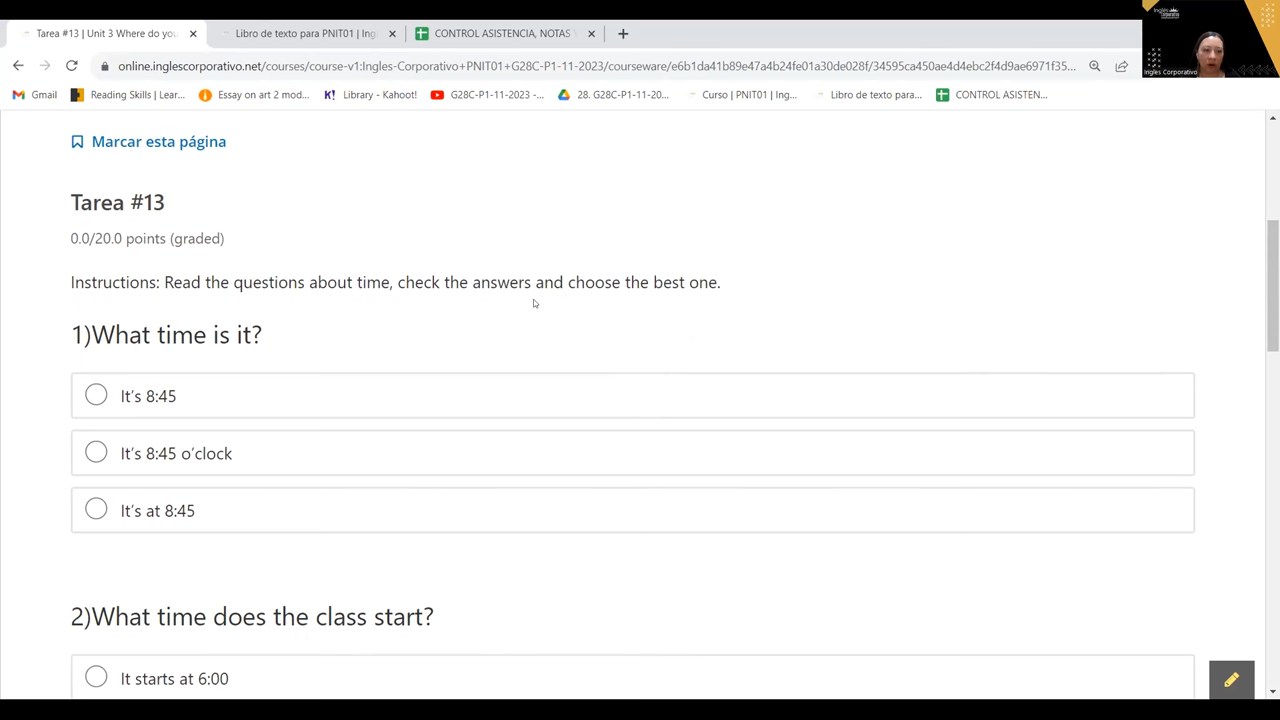 Tarea #13 | Unit 3 Where do you
Libro de texto para PNIT01 | Ing
CONTROL ASISTENCIA, NOTAS
online.inglescorporativo.net/courses/course-v1:Ingles-Corporativo+PNIT01+G28C-P1-11-2023/courseware/e6b1da41b89e47a4b24fe01a30de028f/34595ca450ae4d4ebc2f4d9ae6971f35...
Gmail
Reading Skills | Lear...
Essay on art 2 mod...
Library - Kahoot!
G28C-P1-11-2023 -...
28. G28C-P1-11-20...
Curso | PNIT01 | Ing...
Libro de texto para...
CONTROL ASISTEN...
Ingles Corporativo
Marcar esta página
Tarea #13
0.0/20.0 points (graded)
Instructions: Read the questions about time, check the answers and choose the best one.
1)What time is it?
It’s 8:45
It’s 8:45 o’clock
It’s at 8:45
2)What time does the class start?
It starts at 6:00